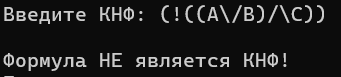 Введите КНФ: (!((A\/B)/\C))
Формула НЕ является КНФ!